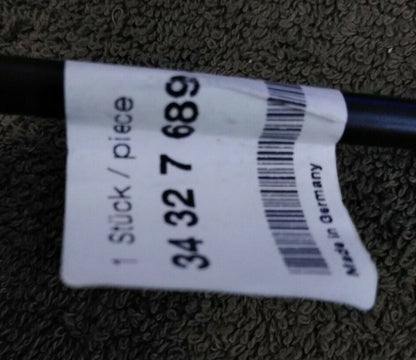 1 Stück / piece
34 32 7 689
Made in Germany